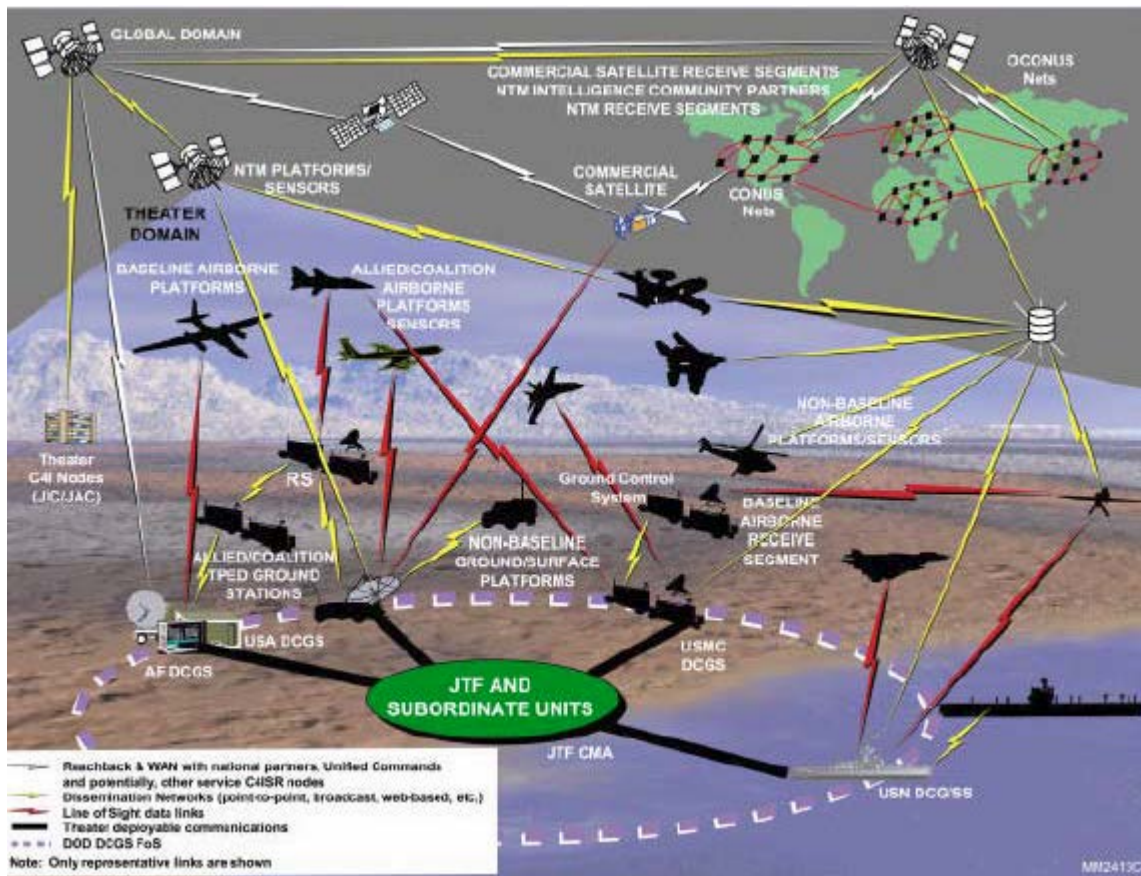 GLOBAL DOMAIN
COMMERCIAL SATELLITE RECEIVE SEGMENTS
NTM INTELLIGENCE COMMUNITY PARTNERS
NTM RECEIVE SEGMENTS
OCONUS
Nets
NTM PLATFORMS/
SENSORS
COMMERCIAL
SATELLITE
CONUS
Nets
THEATER
DOMAIN
BASELINE AIRBORNE
PLATFORMS
ALLIED/COALITION
AIRBORNE
PLATFORMS
SENSORS
NON-BASELINE
AIRBORNE
PLATFORMS/SENSORS
Theater
C4I Nodes
(JIC/JAC)
RS
Ground Control
System
BASELINE
AIRBORNE
RECEIVE
SEGMENT
ALLIED/COALITION
TPED GROUND
STATIONS
NON-BASELINE
GROUND/SURFACE
PLATFORMS
USA DCGS
AF DCGS
USMC
DCGS
JTF AND
SUBORDINATE UNITS
JTF CMA
USN DCGSS
Reachback & WAN with national partners, Unified Commands
and potentially, other service C4ISR nodes
Dissemination Networks (point-to-point, broadcast, web-based, etc.)
Line of Sight data links
Theater deployable communications
DOD DCGS FoS
Note: Only representative links are shown